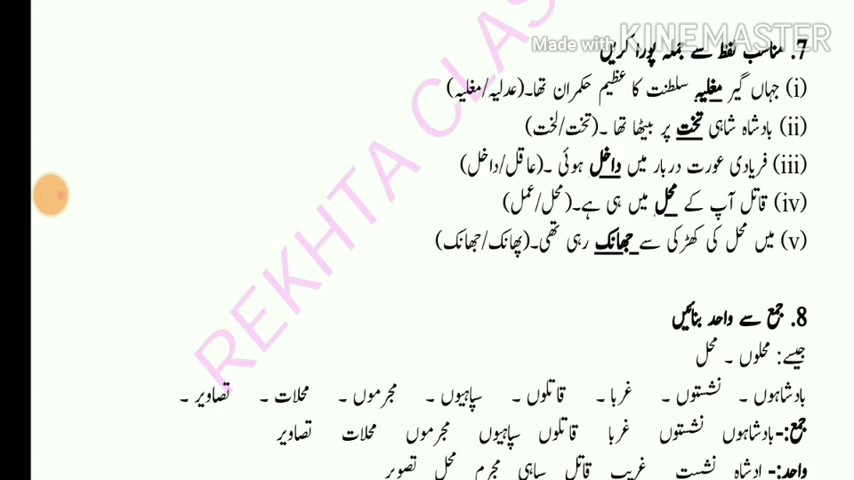 Made with KINEMASTER
7. مناسب لفظ سے جملہ پورا کریں
(i) جہاں گیر مغلیہ سلطنت کا عظیم حکمران تھا۔(عدلیہ/مغلیہ)
(ii) بادشاہ شاہی تخت پر بیٹھا تھا ۔(تخت/لخت)
(iii) فریادی عورت دربار میں داخل ہوئی ۔(عاقل/داخل)
(iv) قاتل آپ کے محل میں ہی ہے۔(محل/عمل)
(v) میں محل کی کھڑکی سے جھانک رہی تھی۔(پھانک/جھانک)
REKHTA CLAS
8. جمع سے واحد بنائیں
جیسے: محلوں ۔ محل
بادشاہوں ۔ نشستوں ۔ غربا ۔ قاتلوں ۔ سپاہیوں ۔ مجرموں ۔ محلات ۔ تصاویر ۔
جمع:-بادشاہوں نشستوں غربا قاتلوں سپاہیوں مجرموں محلات تصاویر
واحد:- ادشاہ نشست غریب قاتل ساہی مجرم محل تصویر